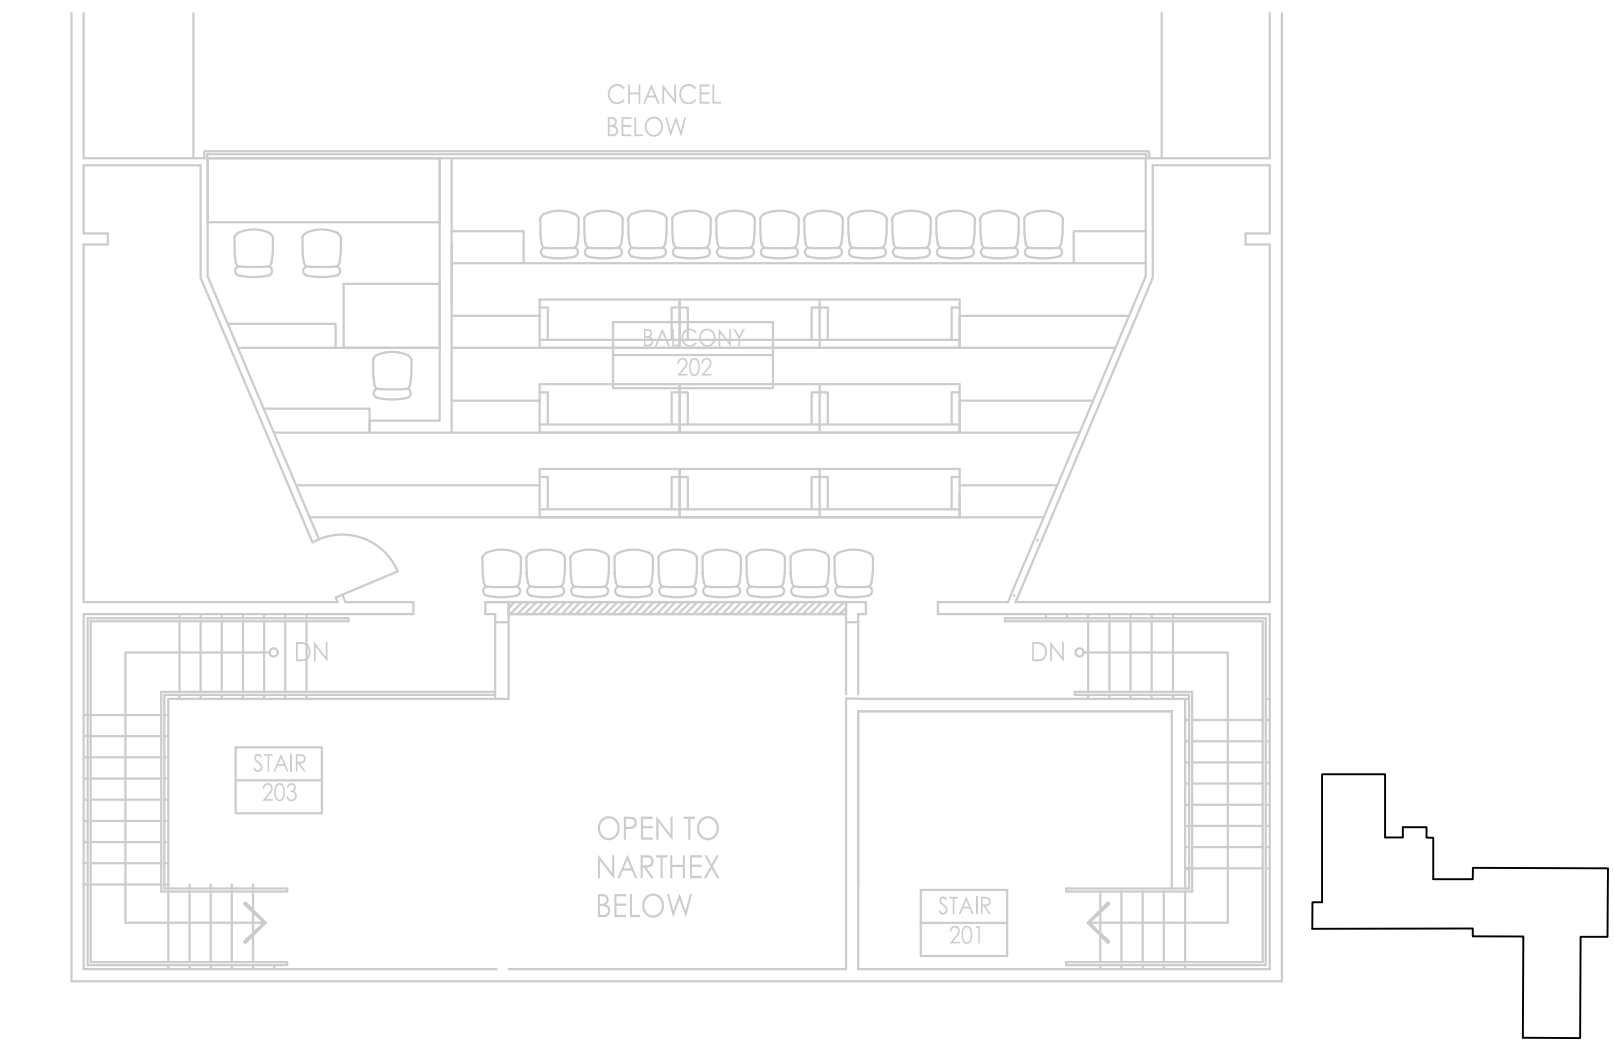 CHANCEL
BELOW
BALCONY
202
DN
DN
STAIR
203
OPEN TO
NARTHEX
BELOW
STAIR
201